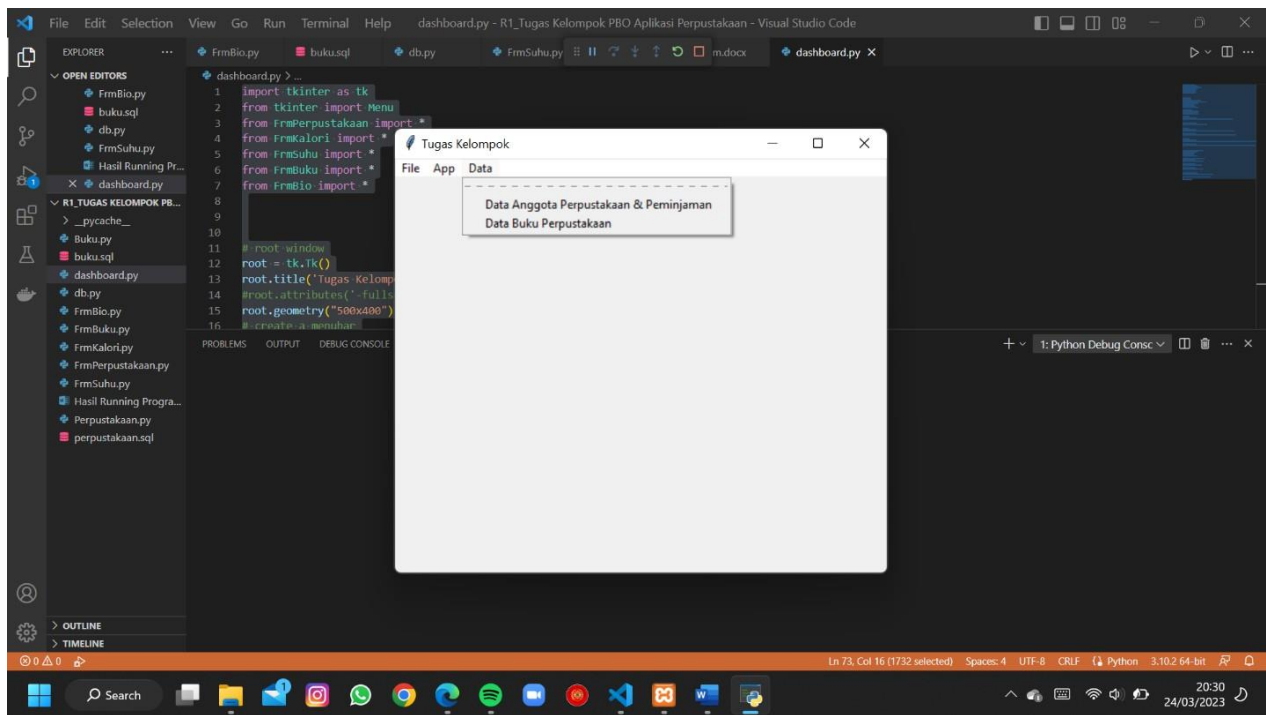 File Edit Selection View Go Run Terminal Help dashboard.py - R1_Tugas Kelompok PBO Aplikasi Perpustakaan - Visual Studio Code
EXPLORER ...
FrmBio.py buku.sql db.py FrmSuhu.py m.docx dashboard.py
OPEN EDITORS
FrmBio.py
buku.sql
db.py
FrmSuhu.py
Hasil Running Pr...
dashboard.py
R1_TUGAS KELOMPOK PB...
> _pycache_
Buku.py
buku.sql
dashboard.py
db.py
FrmBio.py
FrmBuku.py
FrmKalori.py
FrmPerpustakaan.py
FrmSuhu.py
Hasil Running Progra...
Perpustakaan.py
perpustakaan.sql
> OUTLINE
> TIMELINE
dashboard.py > ...
1 import tkinter as tk
2 from tkinter import Menu
3 from FrmPerpustakaan import *
4 from FrmKalori import *
5 from FrmSuhu import *
6 from FrmBuku import *
7 from FrmBio import *
8
9
10
11 # root window
12 root = tk.Tk()
13 root.title('Tugas Kelomp
14 #root.attributes('-fulls
15 root.geometry("500x400")
16 # create a menubar
Tugas Kelompok
File App Data
Data Anggota Perpustakaan & Peminjaman
Data Buku Perpustakaan
PROBLEMS OUTPUT DEBUG CONSOLE
1: Python Debug Consc
0 0
Ln 73, Col 16 (1732 selected) Spaces: 4 UTF-8 CRLF Python 3.10.2 64-bit
Search
20:30
24/03/2023